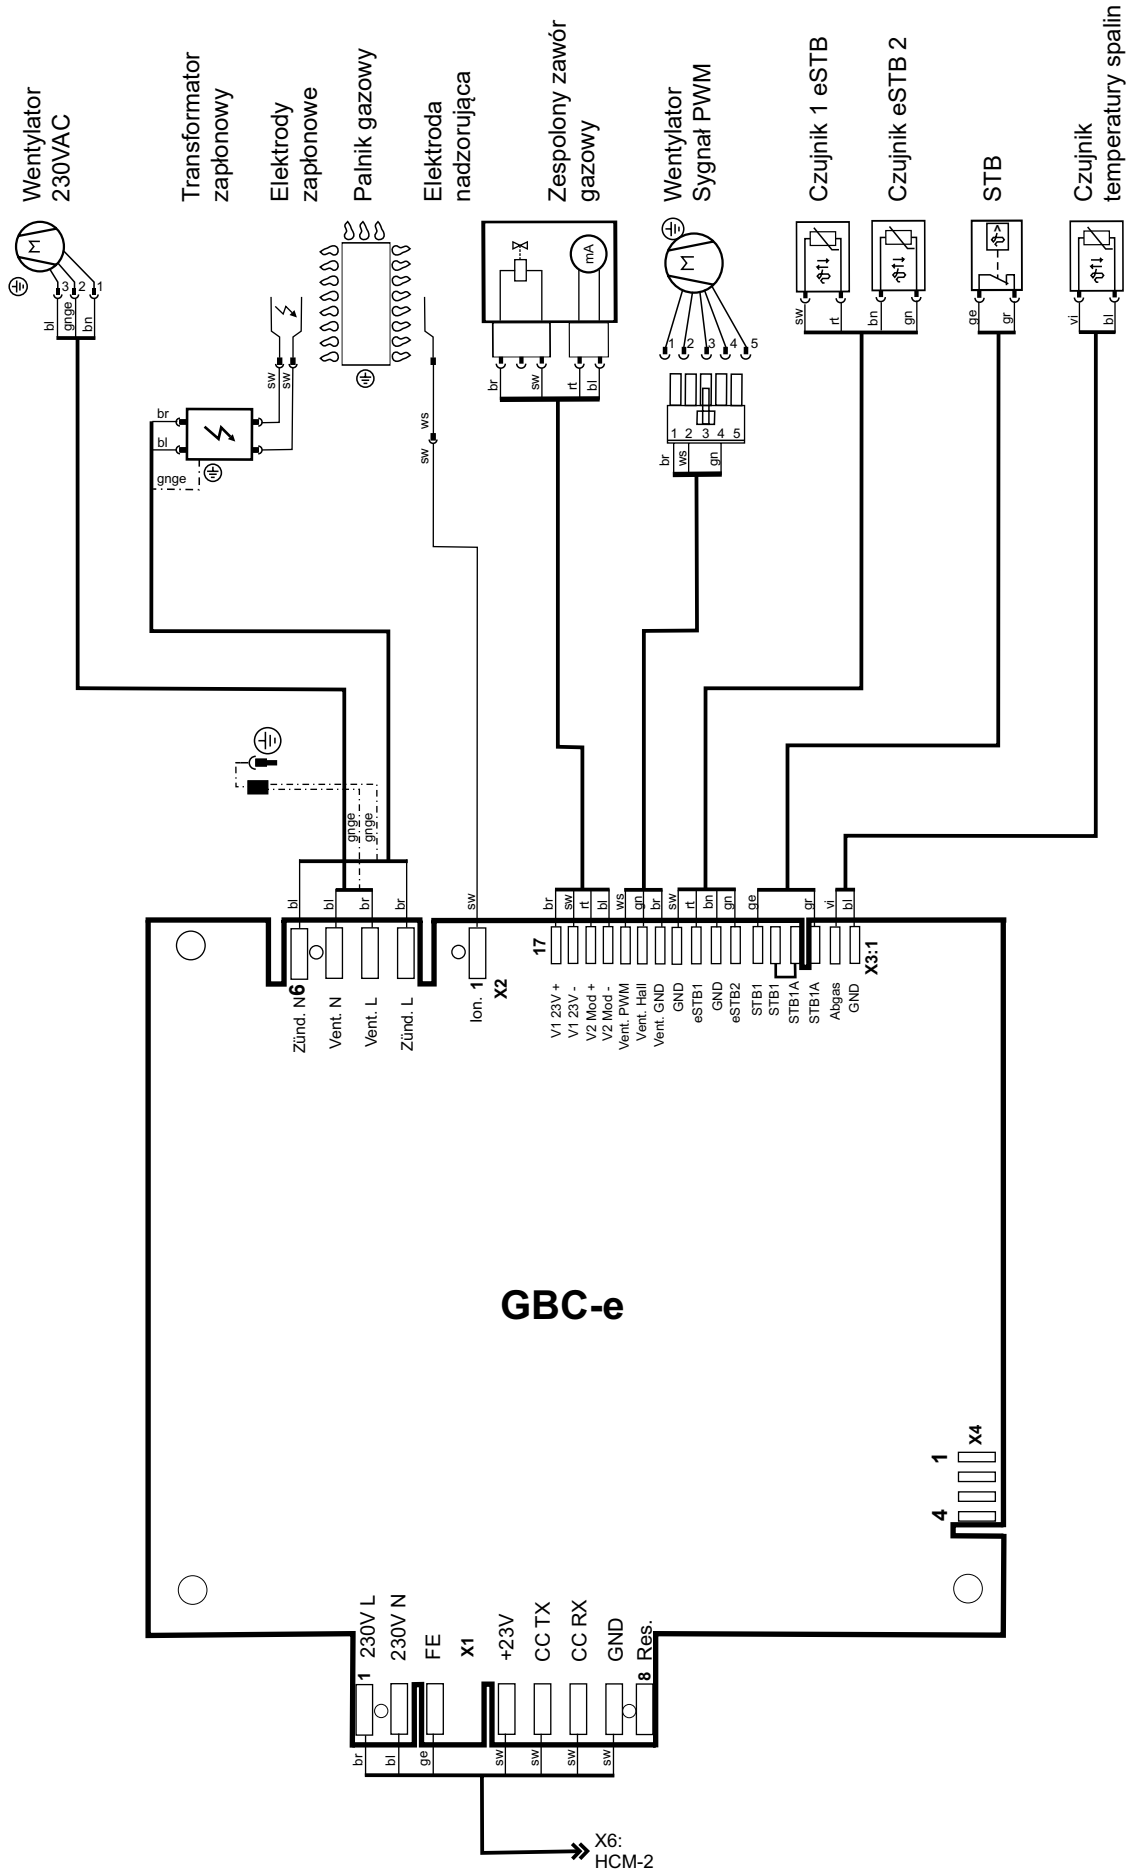 Wentylator
230VAC
Transformator
zapłonowy
Elektrody
zapłonowe
Palnik gazowy
Elektroda
nadzorująca
Zespolony zawór
gazowy
Wentylator
Sygnał PWM
Czujnik 1 eSTB
Czujnik eSTB 2
STB
Czujnik
temperatury spalin
M
3
2
1
bl
gnge
bn
br
bl
gnge
sw
sw
ws
sw
mA
br
sw
rt
bl
M
1
2
3
4
5
1
2
3
4
5
br
ws
gn
sw
rt
bn
gn
ge
gr
vi
bl
gnge
gnge
bl
bl
br
br
sw
br
sw
rt
bl
ws
gn
br
sw
rt
bn
gn
ge
gr
vi
bl
6
Zünd. N
Vent. N
Vent. L
Zünd. L
Ion. 1
X2
17
V1 23V +
V1 23V -
V2 Mod +
V2 Mod -
Vent. PWM
Vent. Hall
Vent. GND
GND
eSTB1
GND
eSTB2
STB1
STB1
STB1A
STB1A
Abgas
GND
X3:1
GBC-e
1
4
X4
1
230V L
230V N
FE
X1
+23V
CC TX
CC RX
GND
8
Res.
br
bl
ge
sw
sw
sw
sw
X6:
HCM-2